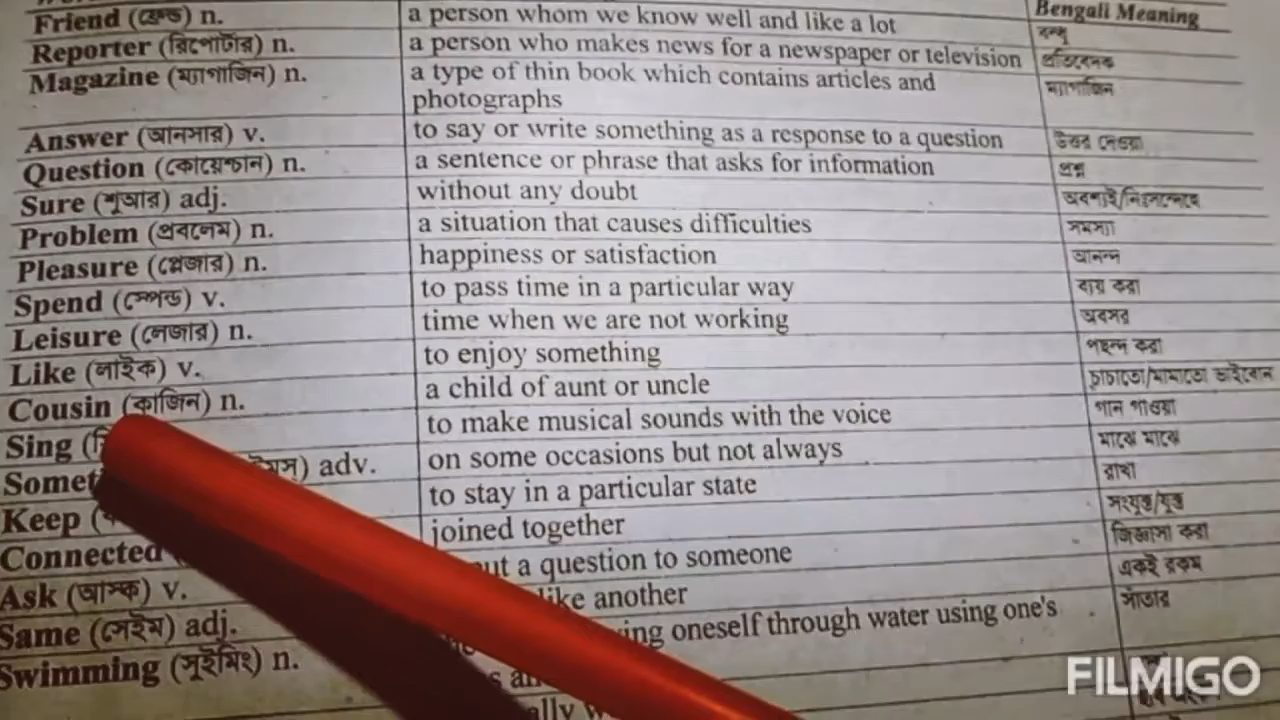 Bengali Meaning
Friend (ফ্রেন্ড) n. a person whom we know well and like a lot বন্ধু
Reporter (রিপোর্টার) n. a person who makes news for a newspaper or television প্রতিবেদক
Magazine (ম্যাগাজিন) n. a type of thin book which contains articles and ম্যাগাজিন
photographs
Answer (আনসার) v. to say or write something as a response to a question উত্তর দেওয়া
Question (কোয়েশ্চান) n. a sentence or phrase that asks for information প্রশ্ন
Sure (শূআর) adj. without any doubt অবশ্যই/নিঃসন্দেহে
Problem (প্রবলেম) n. a situation that causes difficulties সমস্যা
Pleasure (প্লেজার) n. happiness or satisfaction আনন্দ
Spend (স্পেন্ড) v. to pass time in a particular way ব্যয় করা
Leisure (লেজার) n. time when we are not working অবসর
Like (লাইক) v. to enjoy something পছন্দ করা
Cousin (কাজিন) n. a child of aunt or uncle চাচাতো/মামাতো ভাইবোন
Sing to make musical sounds with the voice গান গাওয়া
adv. on some occasions but not always মাঝে মাঝে
Keep to stay in a particular state রাখা
Connected joined together সংযুক্ত/যুক্ত
Ask (আস্ক) v. a question to someone জিজ্ঞাসা করা
Same (সেইম) adj. like another একই রকম
Swimming (সুইমিং) n. oneself through water using one's সাঁতার
FILMIGO